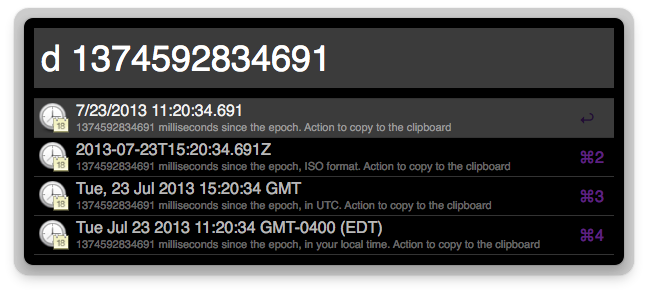 d 1374592834691
7/23/2013 11:20:34.691
1374592834691 milliseconds since the epoch. Action to copy to the clipboard
↩
2013-07-23T15:20:34.691Z
1374592834691 milliseconds since the epoch, ISO format. Action to copy to the clipboard
⌘2
Tue, 23 Jul 2013 15:20:34 GMT
1374592834691 milliseconds since the epoch, in UTC. Action to copy to the clipboard
⌘3
Tue Jul 23 2013 11:20:34 GMT-0400 (EDT)
1374592834691 milliseconds since the epoch, in your local time. Action to copy to the clipboard
⌘4
18
18
18
18